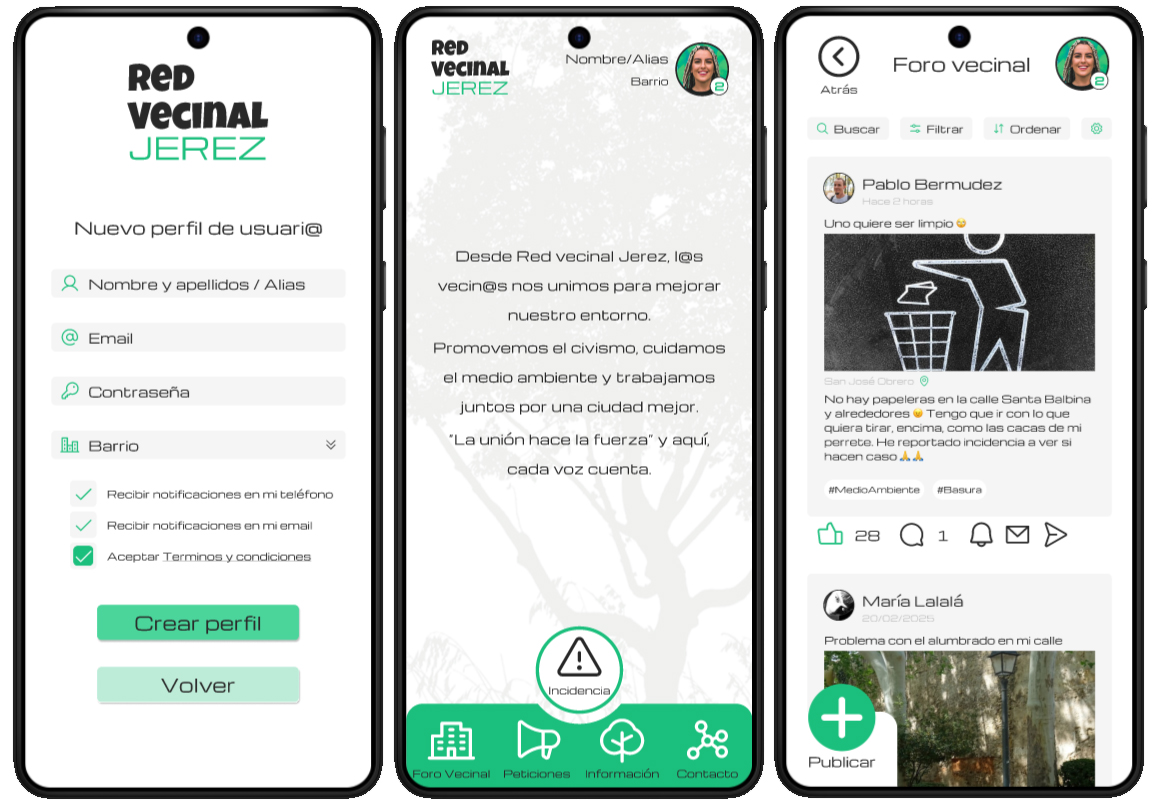 Red
Vecinal
JEREZ
Nuevo perfil de usuari@
Nombre y apellidos / Alias
Email
Contraseña
Barrio
Recibir notificaciones en mi teléfono
Recibir notificaciones en mi email
Aceptar Terminos y condiciones
Crear perfil
Volver
Red
Vecinal
JEREZ
Nombre/Alias
Barrio
2
Desde Red vecinal Jerez, l@s
vecin@s nos unimos para mejorar
nuestro entorno.
Promovemos el civismo, cuidamos
el medio ambiente y trabajamos
juntos por una ciudad mejor.
"La unión hace la fuerza" y aquí,
cada voz cuenta.
Incidencia
Foro Vecinal
Peticiones
Información
Contacto
Atrás
Foro vecinal
2
Buscar
Filtrar
Ordenar
Pablo Bermudez
Hace 2 horas
Uno quiere ser limpio 😁
San José Obrero
No hay papeleras en la calle Santa Balbina
y alrededores 😠 Tengo que ir con lo que
quiera tirar, encima, como las cacas de mi
perrete. He reportado incidencia a ver si
hacen caso 🙏🙏
#MedioAmbiente
#Basura
28
1
María Lalalá
20/02/2025
Problema con el alumbrado en mi calle
Publicar